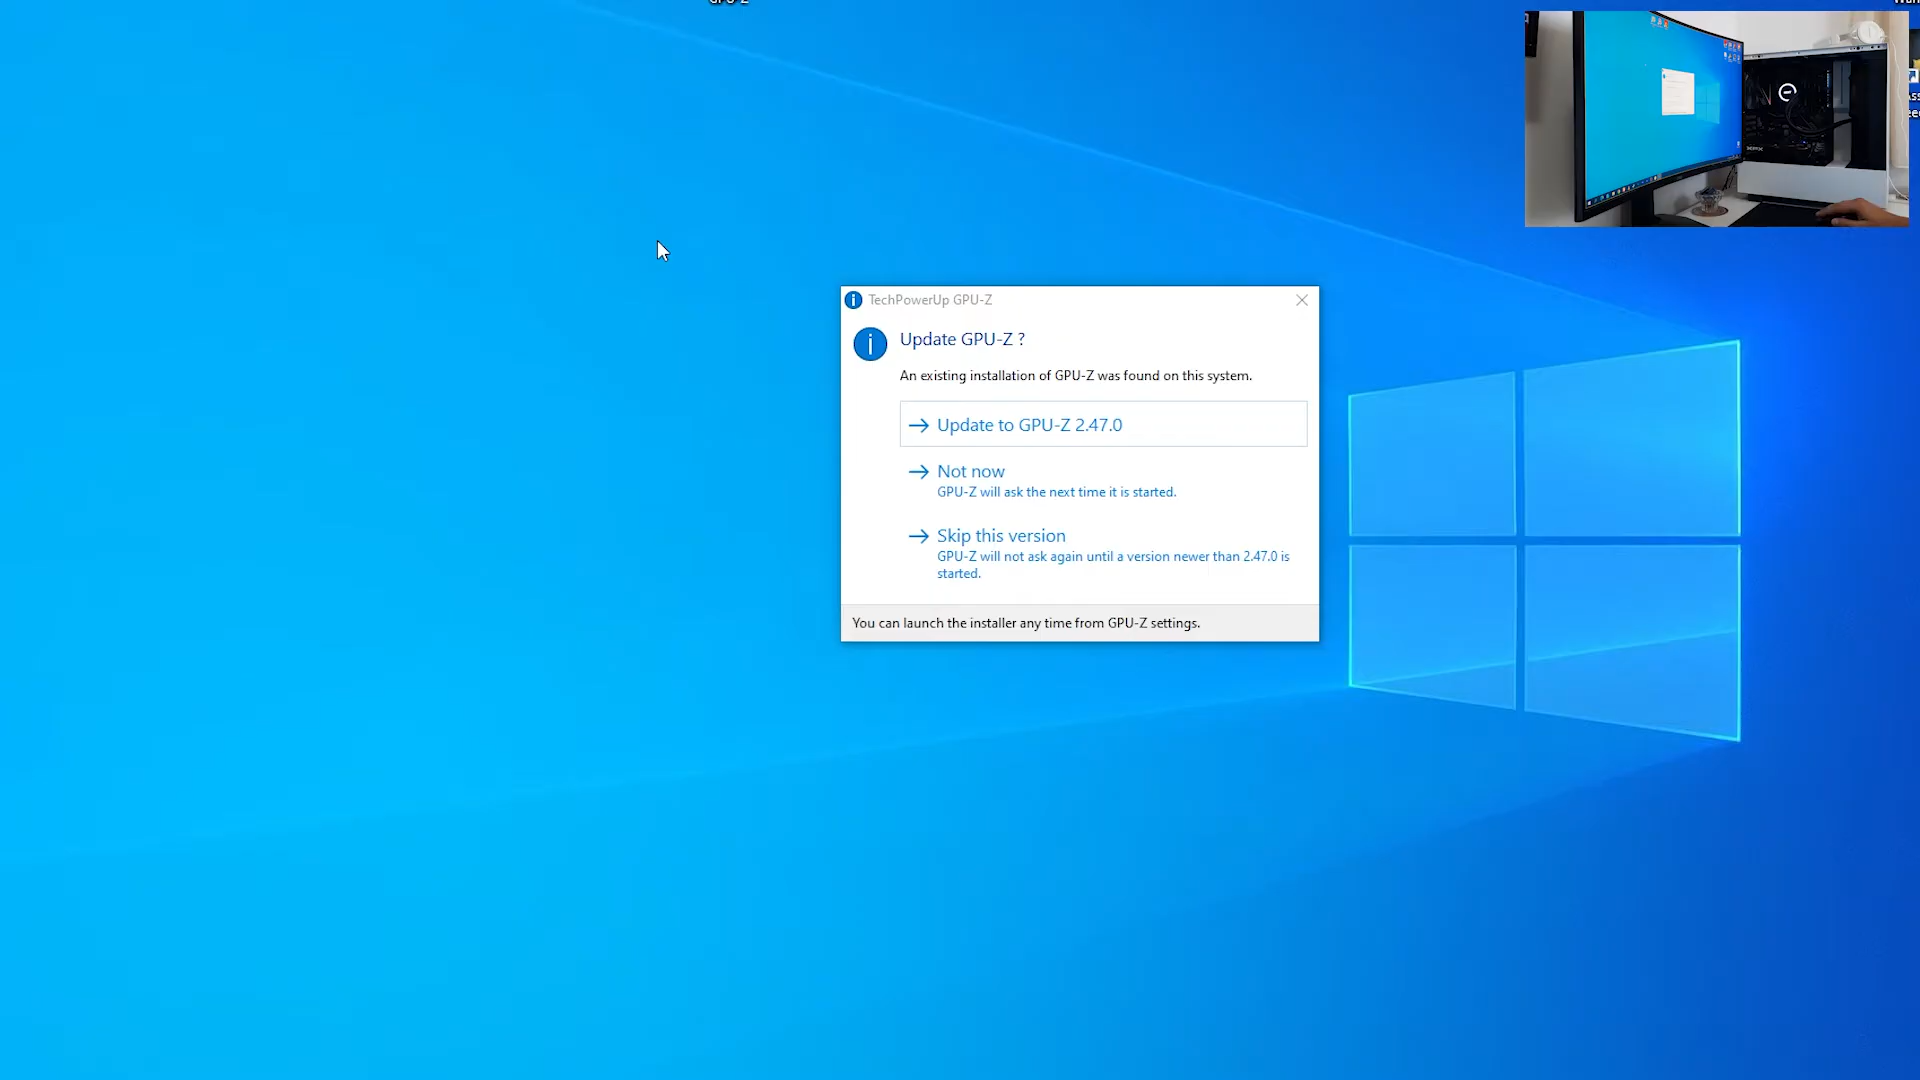 GPU-Z
TechPowerUp GPU-Z
Update GPU-Z ?
An existing installation of GPU-Z was found on this system.
Update to GPU-Z 2.47.0
Not now
GPU-Z will ask the next time it is started.
Skip this version
GPU-Z will not ask again until a version newer than 2.47.0 is
started.
You can launch the installer any time from GPU-Z settings.